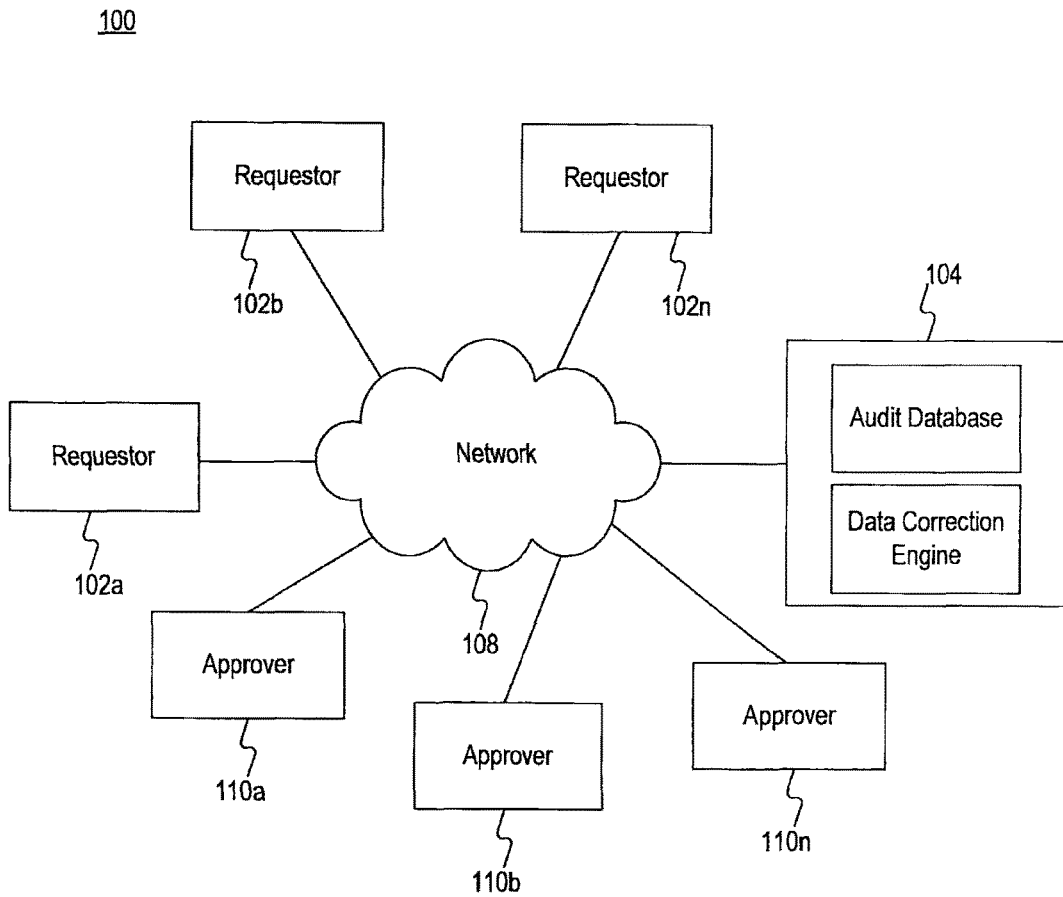 100
Requestor
102b
Requestor
102n
104
Audit Database
Data Correction
Engine
Requestor
102a
Network
108
Approver
110a
Approver
110b
Approver
110n